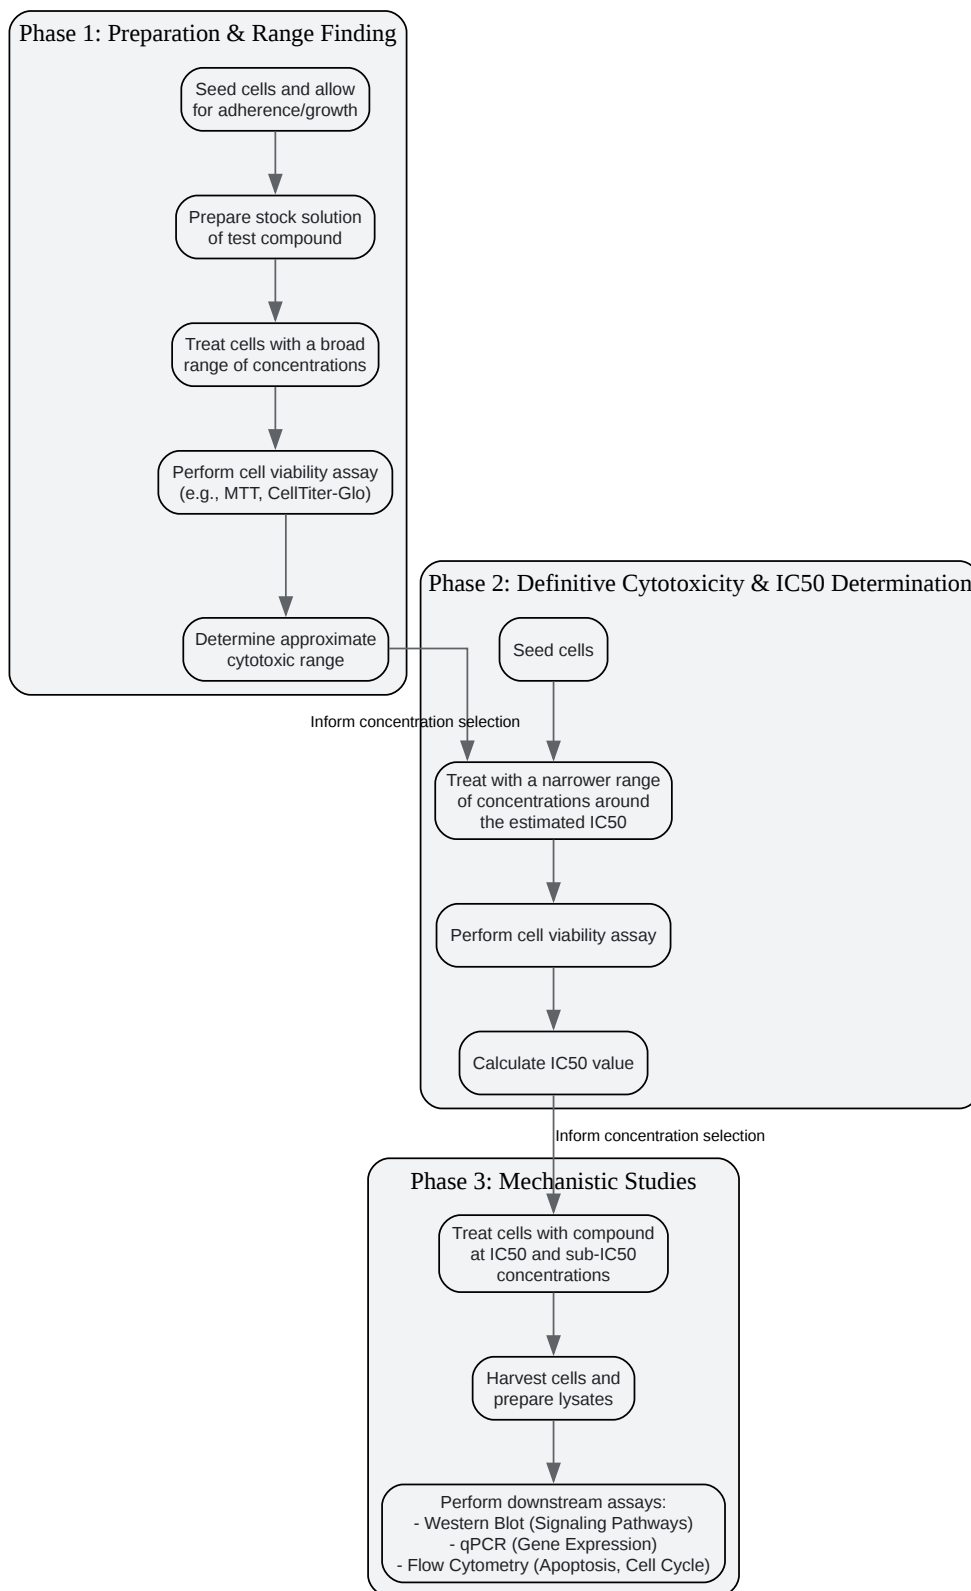 Phase 1: Preparation & Range Finding
Seed cells and allow
for adherence/growth
Prepare stock solution
of test compound
Treat cells with a broad
range of concentrations
Perform cell viability assay
(e.g., MTT, CellTiter-Glo)
Determine approximate
cytotoxic range
Inform concentration selection
Phase 2: Definitive Cytotoxicity & IC50 Determination
Seed cells
Treat with a narrower range
of concentrations around
the estimated IC50
Perform cell viability assay
Calculate IC50 value
Inform concentration selection
Phase 3: Mechanistic Studies
Treat cells with compound
at IC50 and sub-IC50
concentrations
Harvest cells and
prepare lysates
Perform downstream assays:
- Western Blot (Signaling Pathways)
- qPCR (Gene Expression)
- Flow Cytometry (Apoptosis, Cell Cycle)